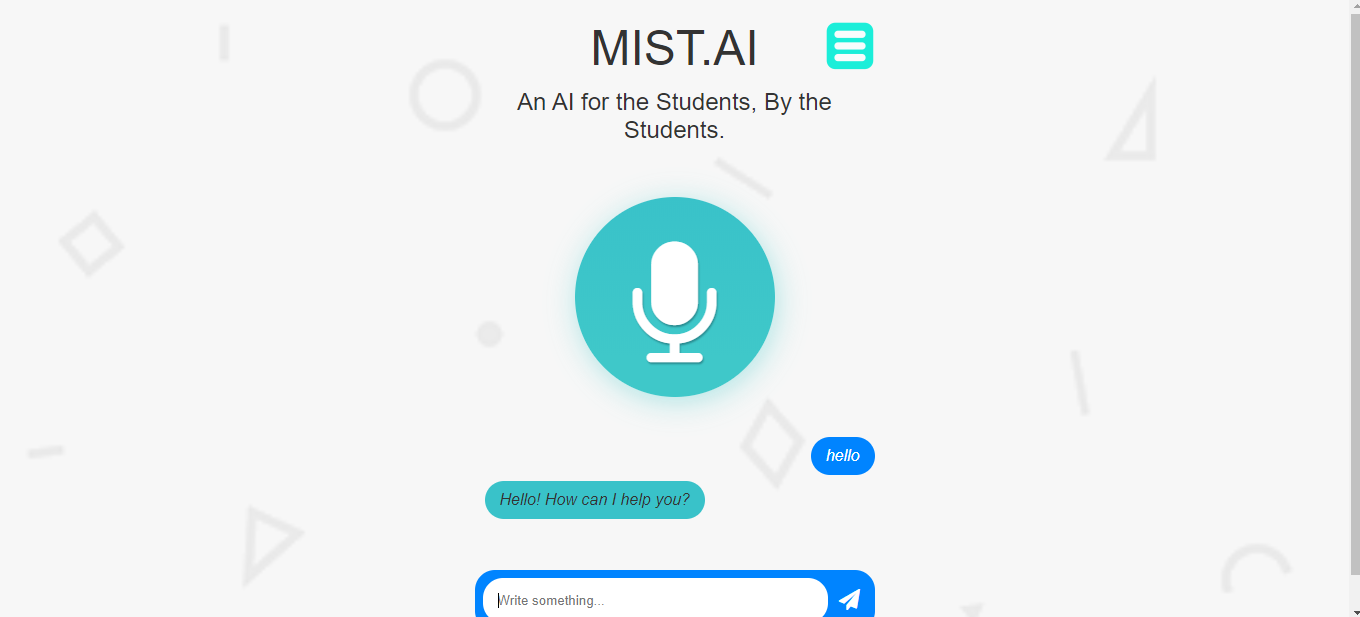 MIST.AI
An AI for the Students, By the
Students.
hello
Hello! How can I help you?
Write something...